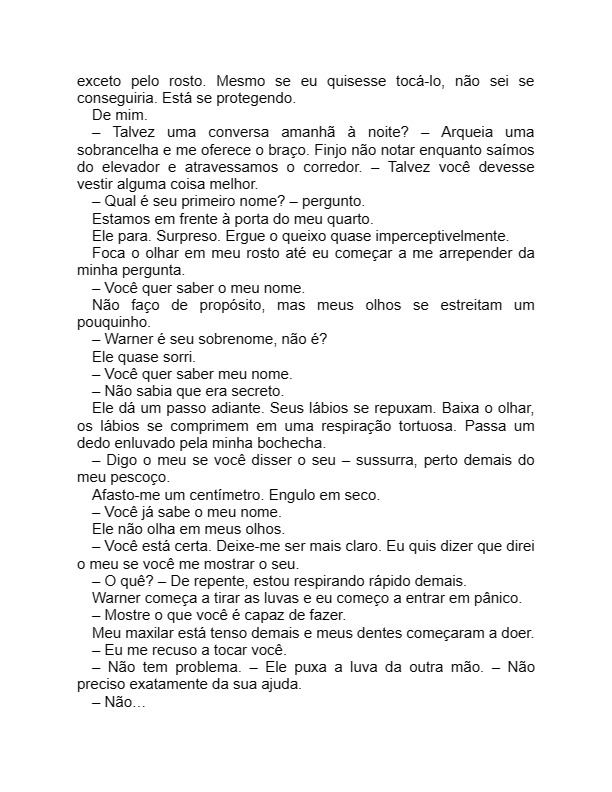 exceto pelo rosto. Mesmo se eu quisesse tocá-lo, não sei se
conseguiria. Está se protegendo.
De mim.
– Talvez uma conversa amanhã à noite? – Arqueia uma
sobrancelha e me oferece o braço. Finjo não notar enquanto saímos
do elevador e atravessamos o corredor. – Talvez você devesse
vestir alguma coisa melhor.
– Qual é seu primeiro nome? – pergunto.
Estamos em frente à porta do meu quarto.
Ele para. Surpreso. Ergue o queixo quase imperceptivelmente.
Foca o olhar em meu rosto até eu começar a me arrepender da
minha pergunta.
– Você quer saber o meu nome.
Não faço de propósito, mas meus olhos se estreitam um
pouquinho.
– Warner é seu sobrenome, não é?
Ele quase sorri.
– Você quer saber meu nome.
– Não sabia que era secreto.
Ele dá um passo adiante. Seus lábios se repuxam. Baixa o olhar,
os lábios se comprimem em uma respiração tortuosa. Passa um
dedo enluvado pela minha bochecha.
– Digo o meu se você disser o seu – sussurra, perto demais do
meu pescoço.
Afasto-me um centímetro. Engulo em seco.
– Você já sabe o meu nome.
Ele não olha em meus olhos.
– Você está certa. Deixe-me ser mais claro. Eu quis dizer que direi
o meu se você me mostrar o seu.
– O quê? – De repente, estou respirando rápido demais.
Warner começa a tirar as luvas e eu começo a entrar em pânico.
– Mostre o que você é capaz de fazer.
Meu maxilar está tenso demais e meus dentes começaram a doer.
– Eu me recuso a tocar você.
– Não tem problema. – Ele puxa a luva da outra mão. – Não
preciso exatamente da sua ajuda.
– Não…